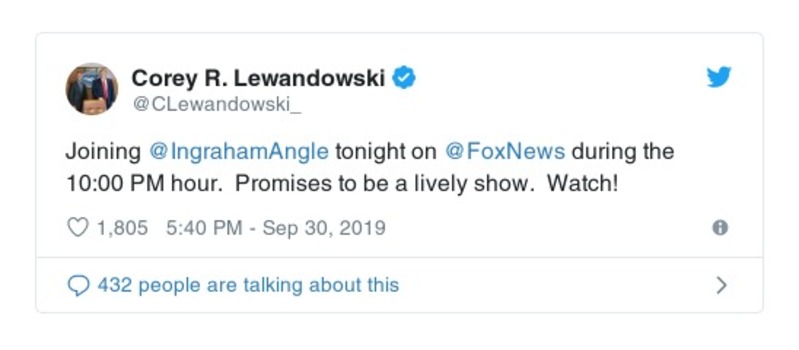 Corey R. Lewandowski
@CLewandowski_
Joining @IngrahamAngle tonight on @FoxNews during the
10:00 PM hour.  Promises to be a lively show.  Watch!
1,805 5:40 PM - Sep 30, 2019
432 people are talking about this